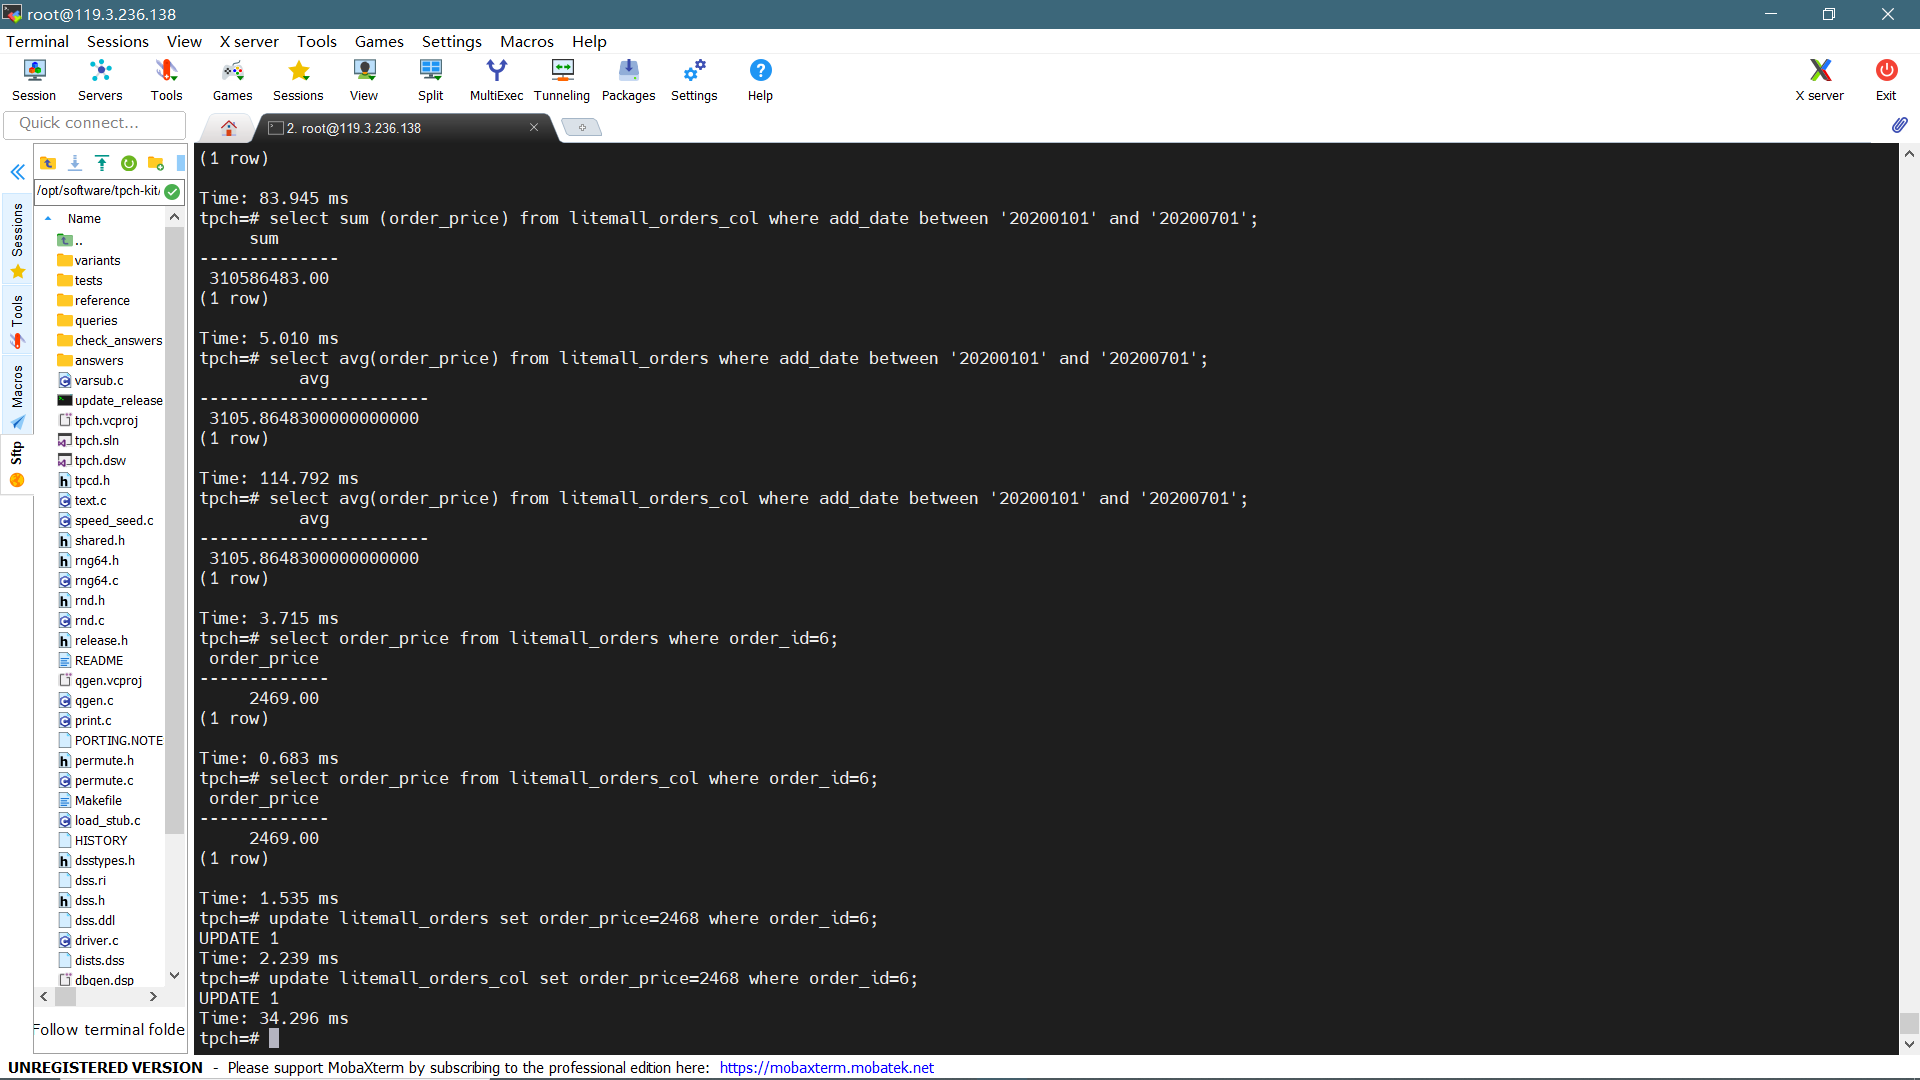 root@119.3.236.138
Terminal Sessions View X server Tools Games Settings Macros Help
Session Servers Tools Games Sessions View Split MultiExec Tunneling Packages Settings Help X server Exit
Quick connect...
2. root@119.3.236.138
/opt/software/tpch-kit/
Name
..
variants
tests
reference
queries
check_answers
answers
varsub.c
update_release
tpch.vcproj
tpch.sln
tpch.dsw
tpcd.h
text.c
speed_seed.c
shared.h
rng64.h
rng64.c
rnd.h
rnd.c
release.h
README
qgen.vcproj
qgen.c
print.c
PORTING.NOTE
permute.h
permute.c
Makefile
load_stub.c
HISTORY
dsstypes.h
dss.ri
dss.h
dss.ddl
driver.c
dists.dss
dbgen.dsp
Follow terminal folde
Sessions
Tools
Macros
Sftp
(1 row)
Time: 83.945 ms
tpch=# select sum (order_price) from litemall_orders_col where add_date between '20200101' and '20200701';
sum
--------------
310586483.00
(1 row)
Time: 5.010 ms
tpch=# select avg(order_price) from litemall_orders where add_date between '20200101' and '20200701';
avg
-----------------------
3105.8648300000000000
(1 row)
Time: 114.792 ms
tpch=# select avg(order_price) from litemall_orders_col where add_date between '20200101' and '20200701';
avg
-----------------------
3105.8648300000000000
(1 row)
Time: 3.715 ms
tpch=# select order_price from litemall_orders where order_id=6;
order_price
-------------
2469.00
(1 row)
Time: 0.683 ms
tpch=# select order_price from litemall_orders_col where order_id=6;
order_price
-------------
2469.00
(1 row)
Time: 1.535 ms
tpch=# update litemall_orders set order_price=2468 where order_id=6;
UPDATE 1
Time: 2.239 ms
tpch=# update litemall_orders_col set order_price=2468 where order_id=6;
UPDATE 1
Time: 34.296 ms
tpch=#
UNREGISTERED VERSION - Please support MobaXterm by subscribing to the professional edition here: https://mobaxterm.mobatek.net